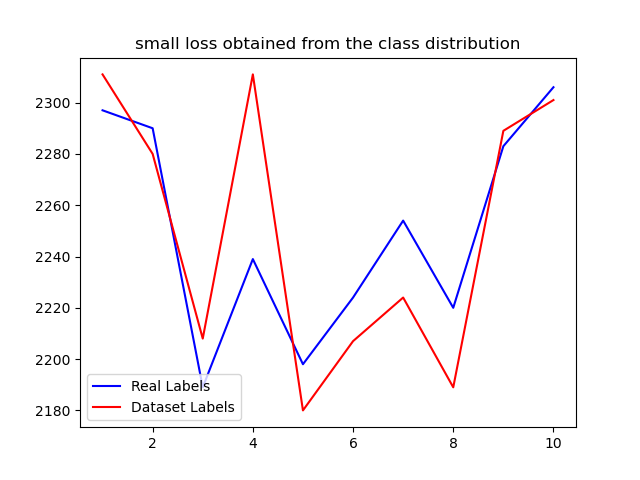 small loss obtained from the class distribution
2300
2280
2260
2240
2220
2200
2180
Real Labels
Dataset Labels
2 4 6 8 10